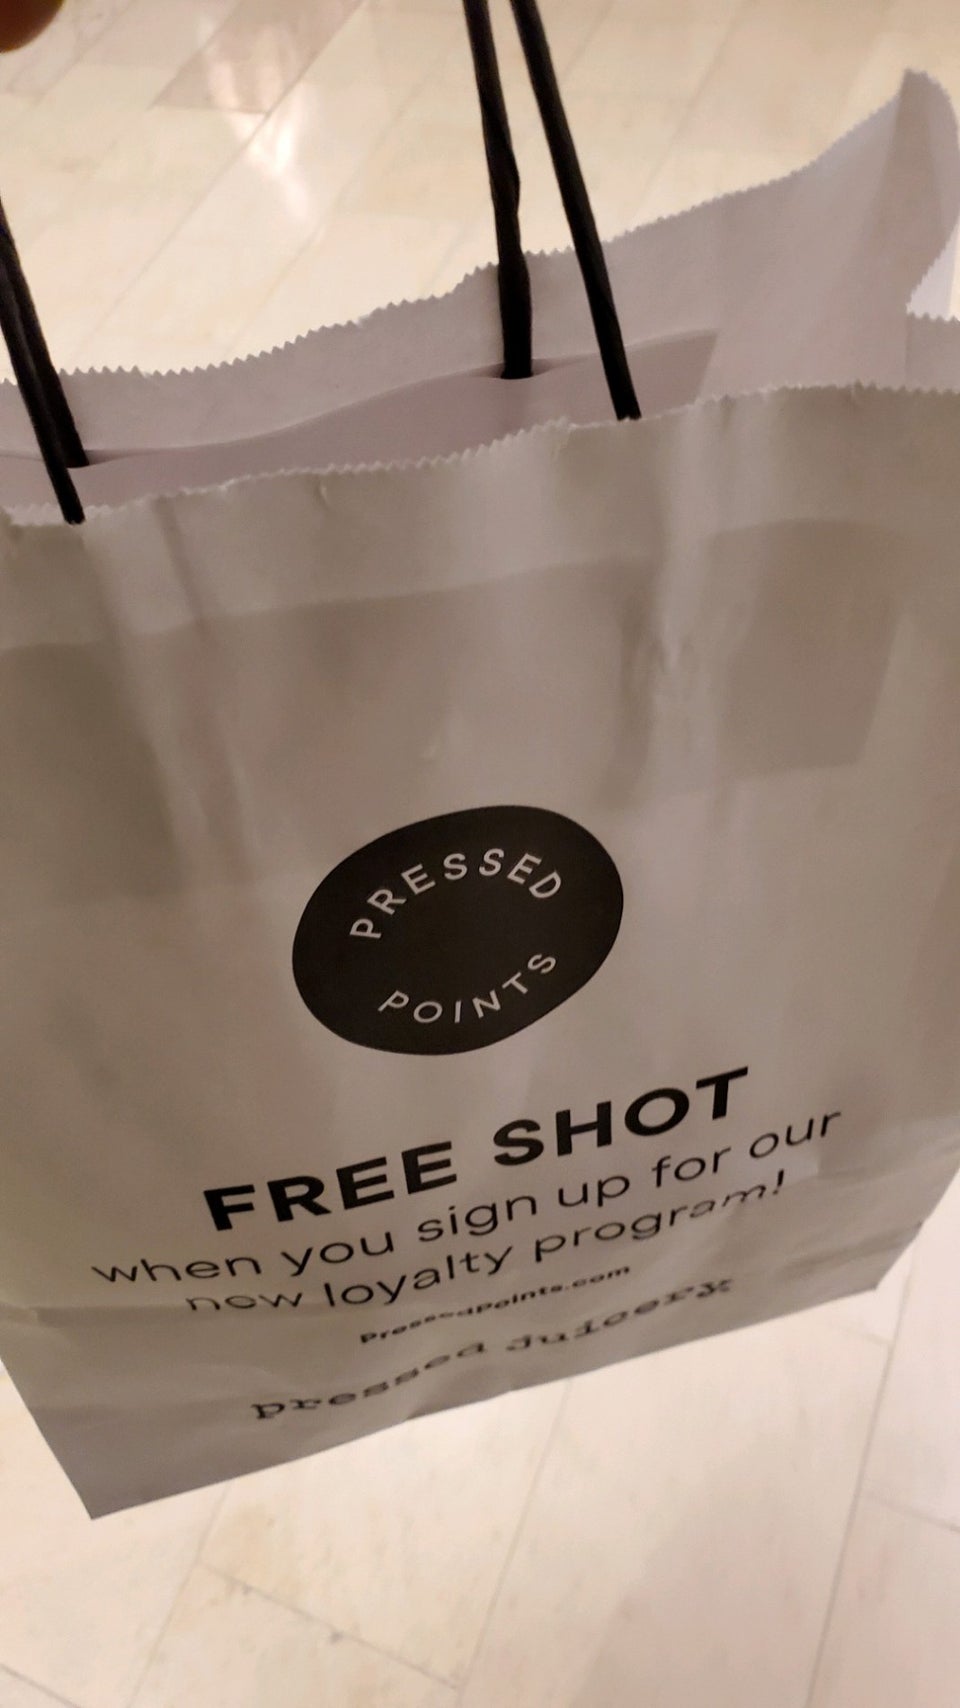 PRESSED
POINTS
FREE SHOT
when you sign up for our
new loyalty program!
PressedPoints.com
pressed juicery